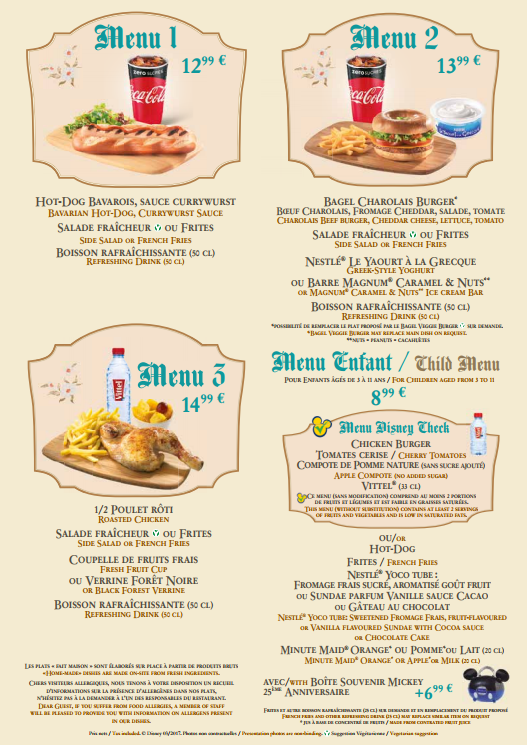 Menu 1
12⁹⁹ €
zero sucres
Coca-Cola
Hot-Dog Bavarois, sauce currywurst
Bavarian Hot-Dog, Currywurst Sauce
Salade fraîcheur ou Frites
Side Salad or French Fries
Boisson rafraîchissante (50 cl)
Refreshing Drink (50 cl)
Menu 2
13⁹⁹ €
zero sucres
Coca-Cola
Bagel Charolais Burger*
Bœuf Charolais, Fromage Cheddar, salade, tomate
Charolais Beef burger, Cheddar cheese, lettuce, tomato
Salade fraîcheur ou Frites
Side Salad or French Fries
Nestlé® Le Yaourt à la Grecque
Greek-Style Yoghurt
ou Barre Magnum® Caramel & Nuts**
or Magnum® Caramel & Nuts** Ice cream Bar
Boisson rafraîchissante (50 cl)
Refreshing Drink (50 cl)
*Possibilité de remplacer le plat proposé par le Bagel Veggie Burger sur demande.
*Bagel Veggie Burger may replace main dish on request.
**nuts = peanuts = cacahuètes
Menu 3
14⁹⁹ €
Vittel
1/2 Poulet rôti
Roasted Chicken
Salade fraîcheur ou Frites
Side Salad or French Fries
Coupelle de fruits frais
Fresh Fruit Cup
ou Verrine Forêt Noire
or Black Forest Verrine
Boisson rafraîchissante (50 cl)
Refreshing Drink (50 cl)
Menu Enfant / Child Menu
Pour Enfants âgés de 3 à 11 ans / For Children aged from 3 to 11
8⁹⁹ €
Menu Disney Check
Chicken Burger
Tomates cerise / Cherry Tomatoes
Compote de Pomme nature (sans sucre ajouté)
Apple Compote (no added sugar)
Vittel® (33 cl)
Ce menu (sans modification) comprend au moins 2 portions
de fruits et légumes et est faible en graisses saturées.
This menu (without substitution) contains at least 2 servings
of fruits and vegetables and is low in saturated fats.
ou/or
Hot-Dog
Frites / French Fries
Nestlé® Yoco tube :
Fromage frais sucré, aromatisé goût fruit
ou Sundae parfum Vanille sauce Cacao
ou Gâteau au chocolat
Nestlé® Yoco tube: Sweetened Fromage Frais, fruit-flavoured
or Vanilla flavoured Sundae with Cocoa sauce
or Chocolate Cake
Minute Maid® Orange* ou Pomme*ou Lait (20 cl)
Minute Maid® Orange* or Apple*or Milk (20 cl)
avec/with Boîte Souvenir Mickey
25ème Anniversaire
+6⁹⁹ €
Frites et autre boisson rafraîchissante (25 cl) sur demande et en remplacement du produit proposé
French fries and other refreshing drink (25 cl) may replace similar item on request
*Jus à base de concentré de fruits / Made from contrated fruit juice
Les plats « fait maison » sont élaborés sur place à partir de produits bruts
«Home-made» dishes are made on-site from fresh ingredients.
Chers visiteurs allergiques, nous tenons à votre disposition un recueil
d'informations sur la présence d'allergènes dans nos plats,
n'hésitez pas à la demander à l'un des responsables du restaurant.
Dear Guest, if you suffer from food allergies, a member of staff
will be pleased to provide you with information on allergens present
in our dishes.
Prix nets / Tax included. © Disney 03/2017. Photos non contractuelles / Presentation photos are non-binding. Suggestion Végétarienne / Vegetarian suggestion